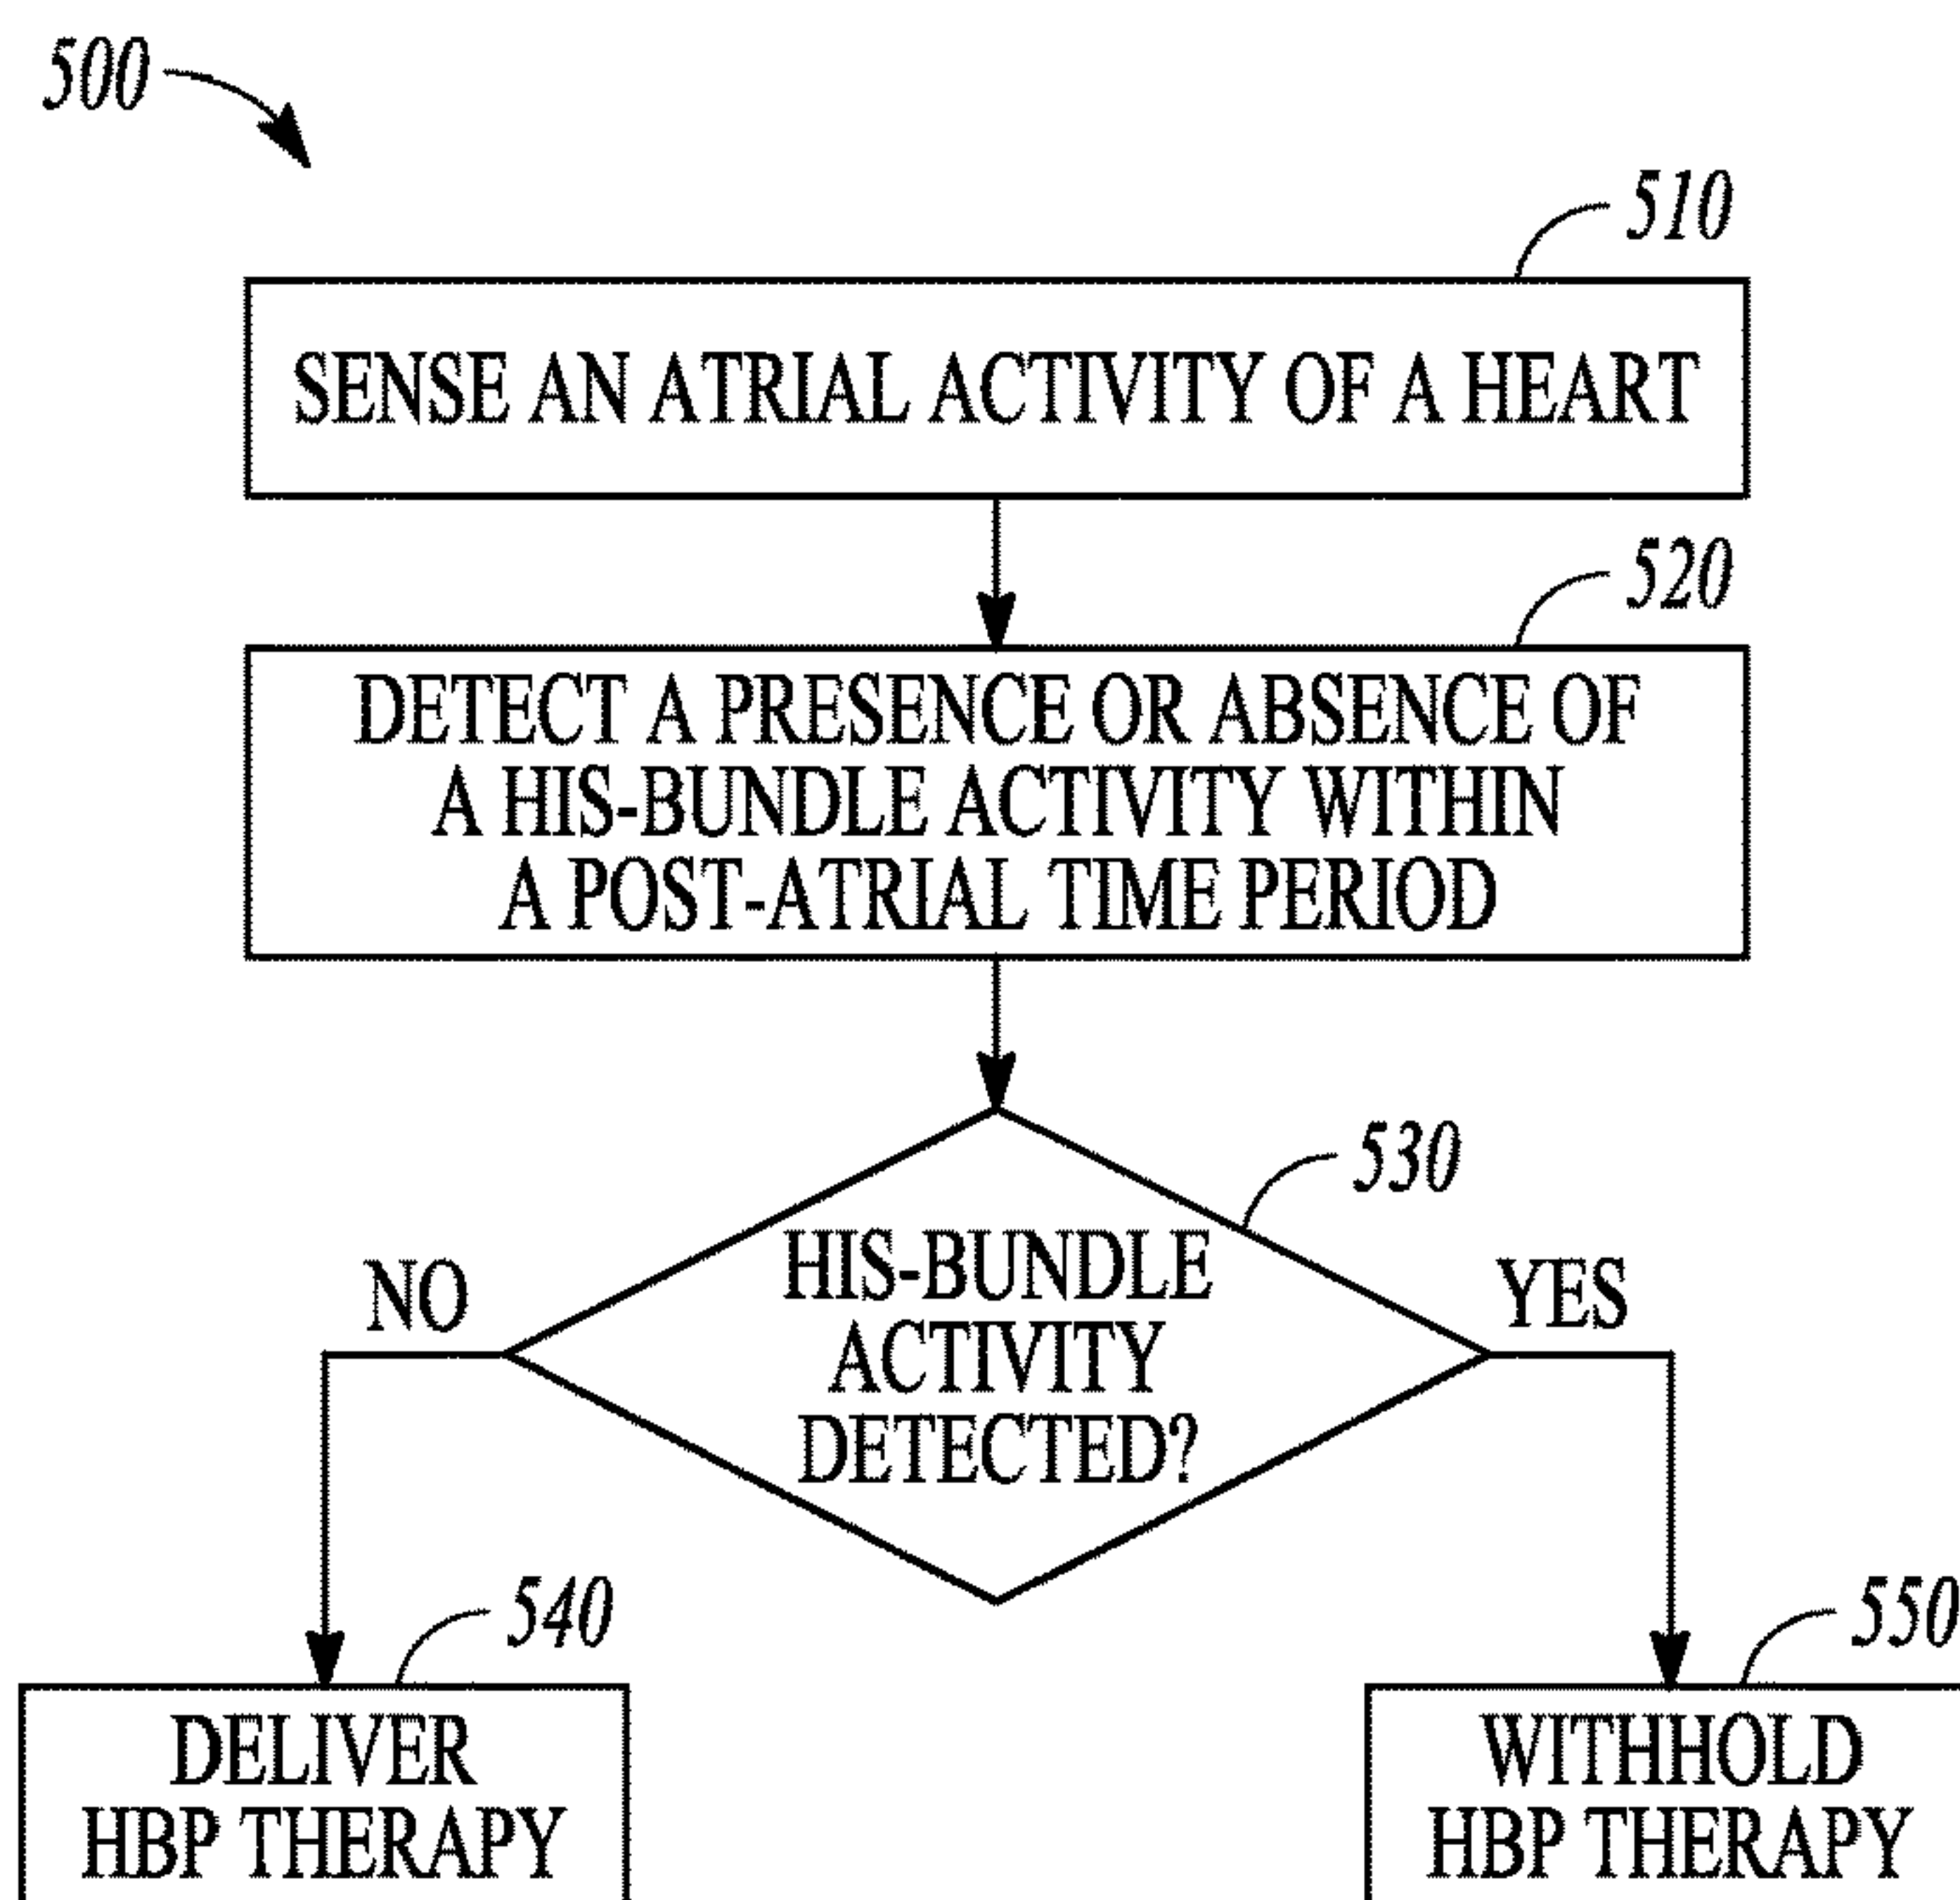 500
510
SENSE AN ATRIAL ACTIVITY OF A HEART
520
DETECT A PRESENCE OR ABSENCE OF
A HIS-BUNDLE ACTIVITY WITHIN
A POST-ATRIAL TIME PERIOD
530
HIS-BUNDLE
ACTIVITY
DETECTED?
NO
YES
540
DELIVER
HBP THERAPY
550
WITHHOLD
HBP THERAPY